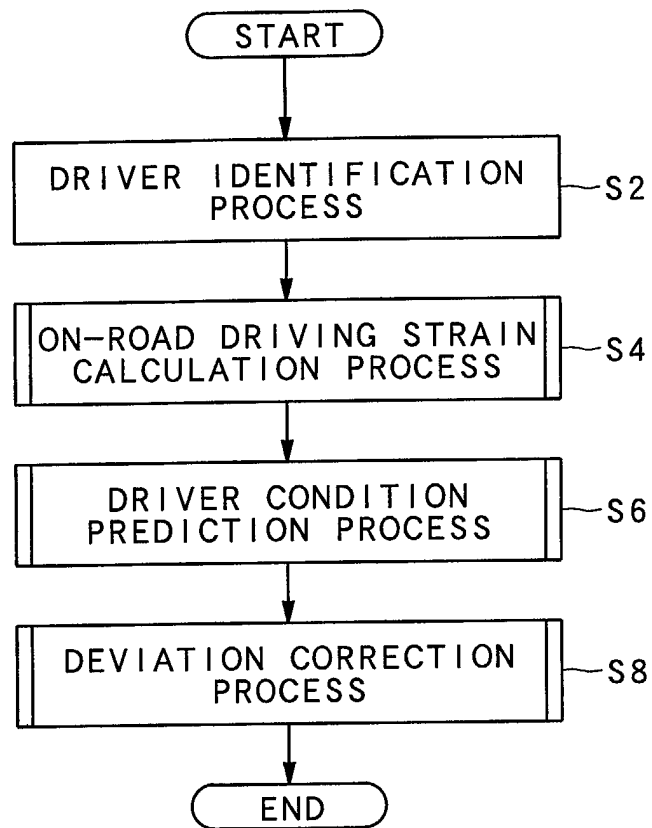 START
DRIVER IDENTIFICATION
PROCESS
S2
ON-ROAD DRIVING STRAIN
CALCULATION PROCESS
S4
DRIVER CONDITION
PREDICTION PROCESS
S6
DEVIATION CORRECTION
PROCESS
S8
END